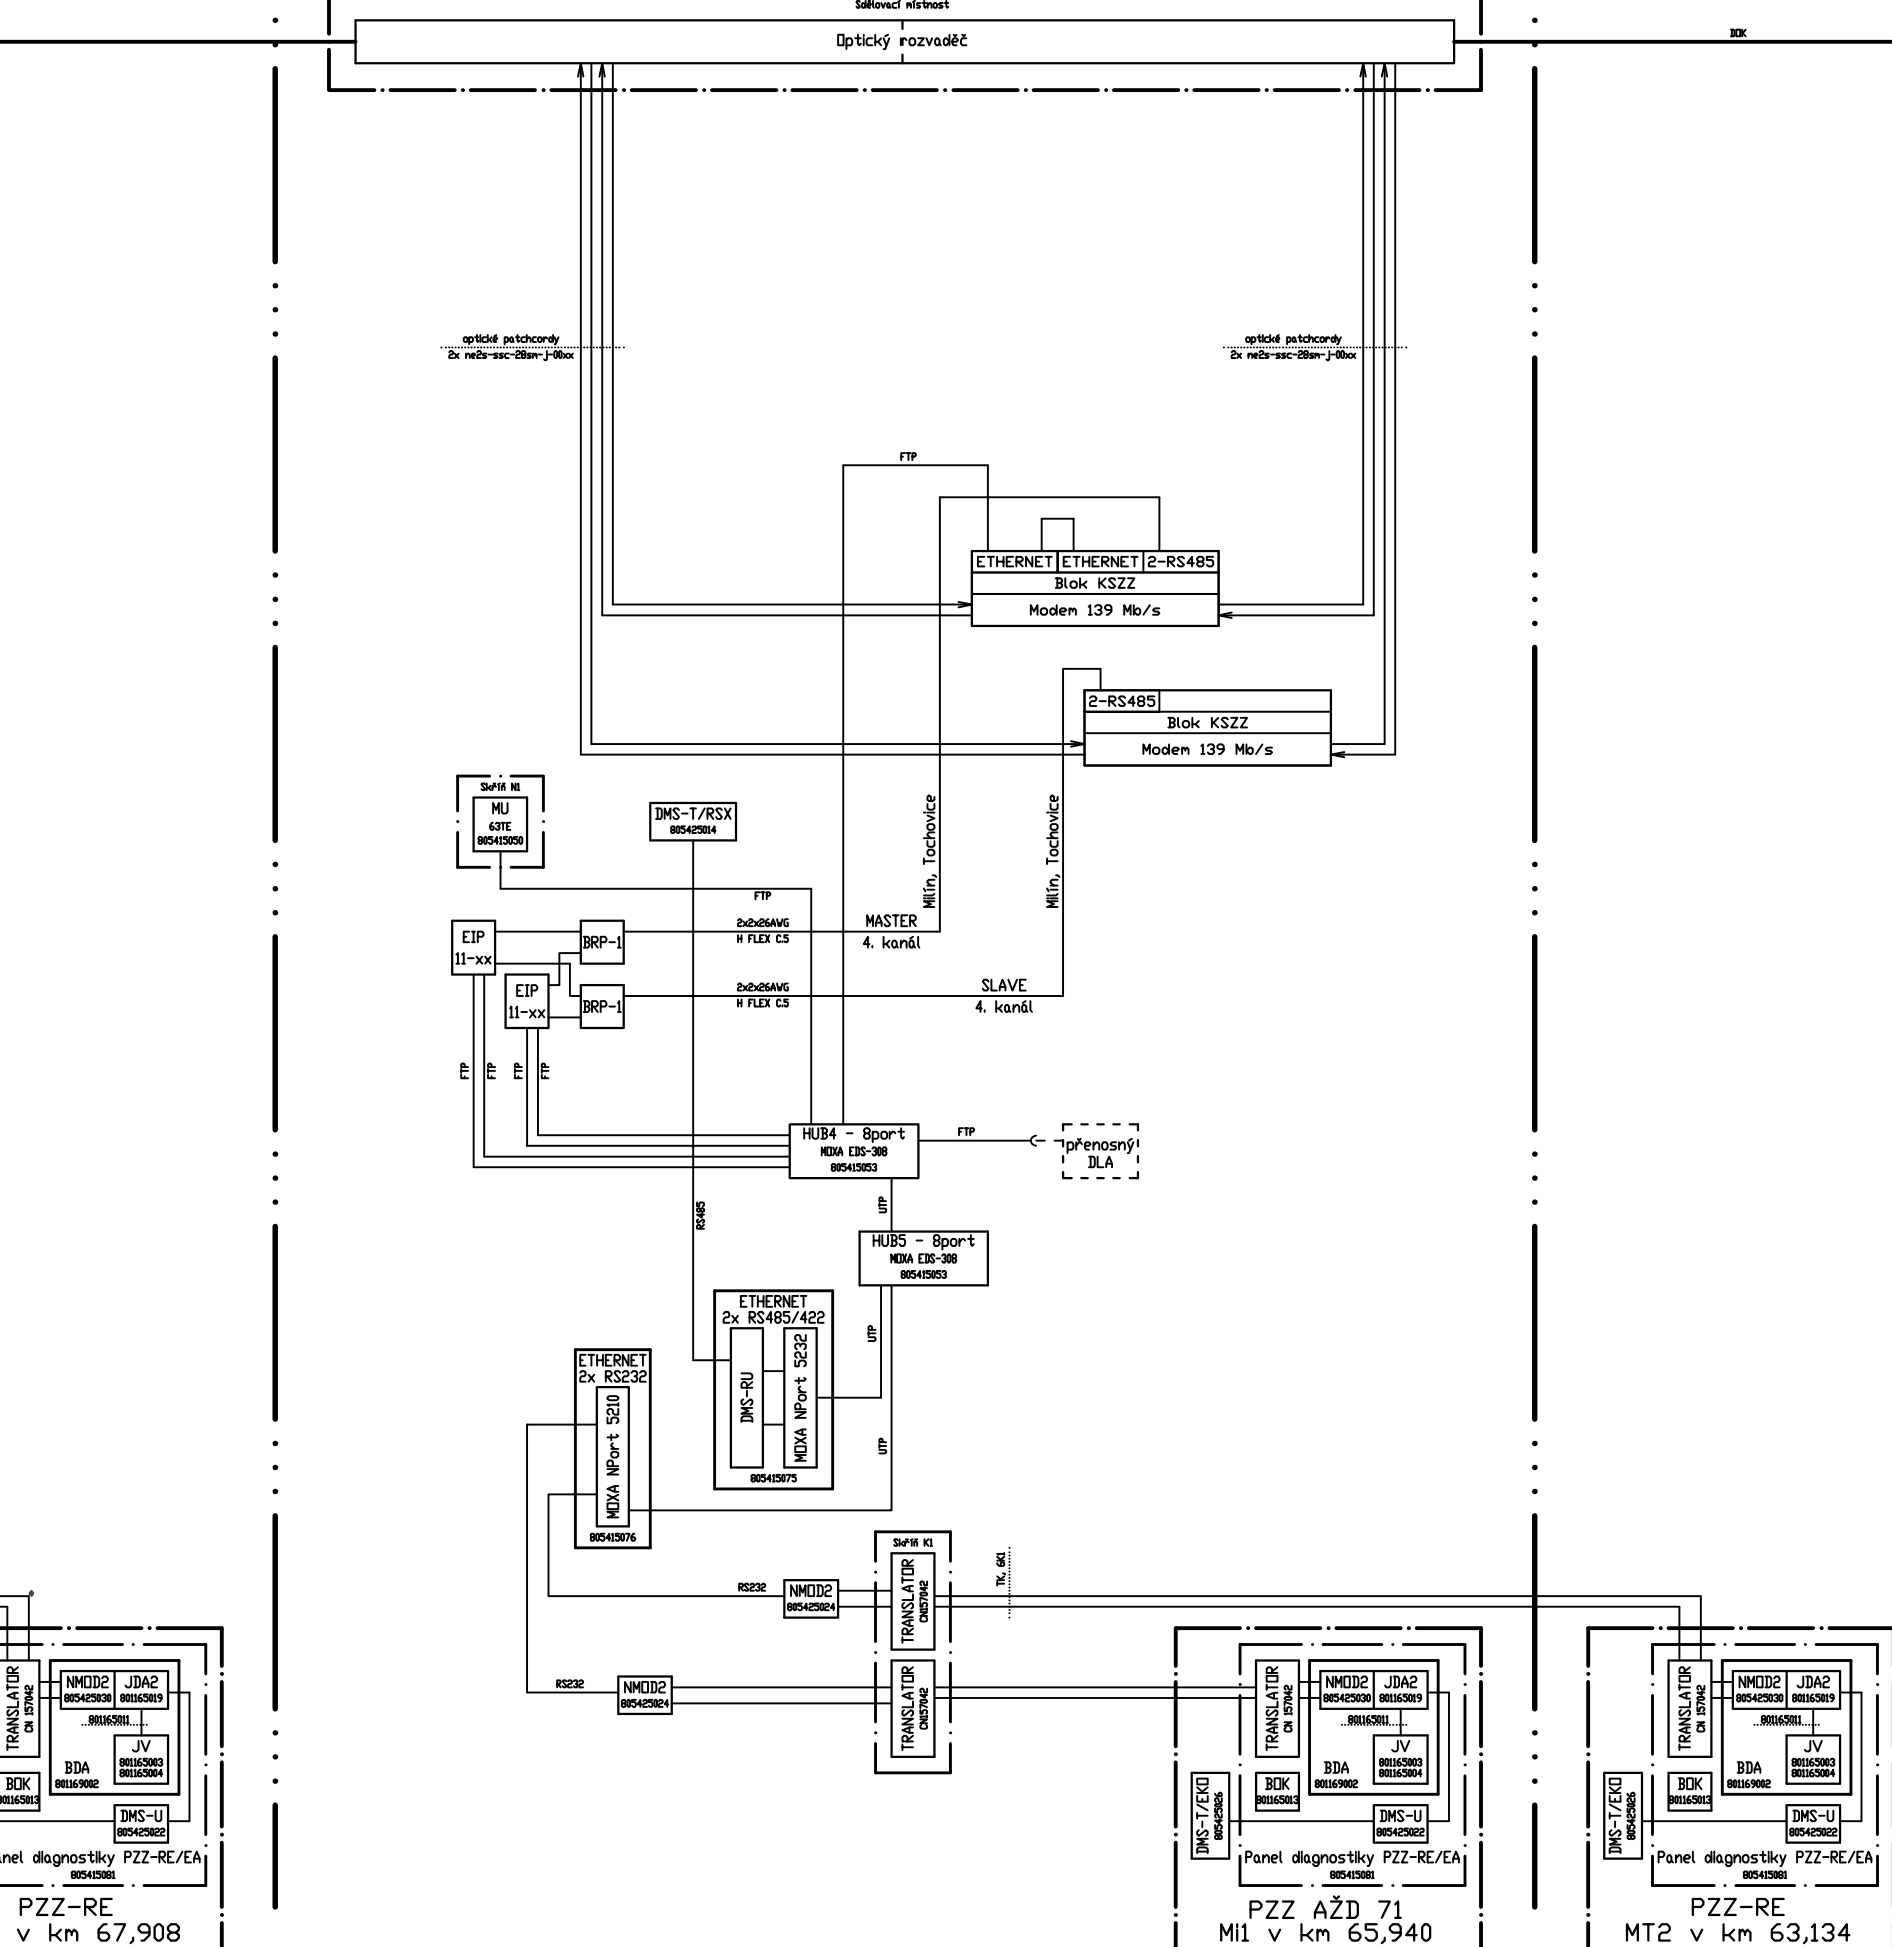 Sdělovací místnost
Optický rozvaděč
DOK
optické patchcordy
2x ne2s-ssc-28sm-j-00xx
optické patchcordy
2x ne2s-ssc-28sm-j-00xx
FTP
ETHERNET ETHERNET 2-RS485
Blok KSZZ
Modem 139 Mb/s
2-RS485
Blok KSZZ
Modem 139 Mb/s
Skříň N1
MU
63TE
805415050
DMS-T/RSX
805425014
Milín, Tochovice
Milín, Tochovice
FTP
EIP
11-xx
BRP-1
2x2x26AWG
H FLEX C.5
MASTER
4. kanál
EIP
11-xx
BRP-1
2x2x26AWG
H FLEX C.5
SLAVE
4. kanál
FTP
FTP
FTP
FTP
HUB4 - 8port
MOXA EDS-308
805415053
FTP
přenosný
DLA
UTP
RS485
HUB5 - 8port
MOXA EDS-308
805415053
ETHERNET
2x RS485/422
DMS-RU
MOXA NPort 5232
805415075
UTP
ETHERNET
2x RS232
MOXA NPort 5210
805415076
UTP
Skříň K1
TRANSLATOR
CN157042
TK, 6K1
RS232
NMOD2
805425024
TRANSLATOR
CN157042
RS232
NMOD2
805425024
TRANSLATOR
CN 157042
NMOD2
805425030
JDA2
801165019
801165011
JV
801165003
801165004
BDA
801169002
BOK
801165013
DMS-U
805425022
anel diagnostiky PZZ-RE/EA
805415081
PZZ-RE
v km 67,908
TRANSLATOR
CN 157042
NMOD2
805425030
JDA2
801165019
801165011
JV
801165003
801165004
BDA
801169002
BOK
801165013
DMS-T/EKO
805425026
DMS-U
805425022
Panel diagnostiky PZZ-RE/EA
805415081
PZZ AŽD 71
Mi1 v km 65,940
TRANSLATOR
CN 157042
NMOD2
805425030
JDA2
801165019
801165011
JV
801165003
801165004
BDA
801169002
BOK
801165013
DMS-T/EKO
805425026
DMS-U
805425022
Panel diagnostiky PZZ-RE/EA
805415081
PZZ-RE
MT2 v km 63,134